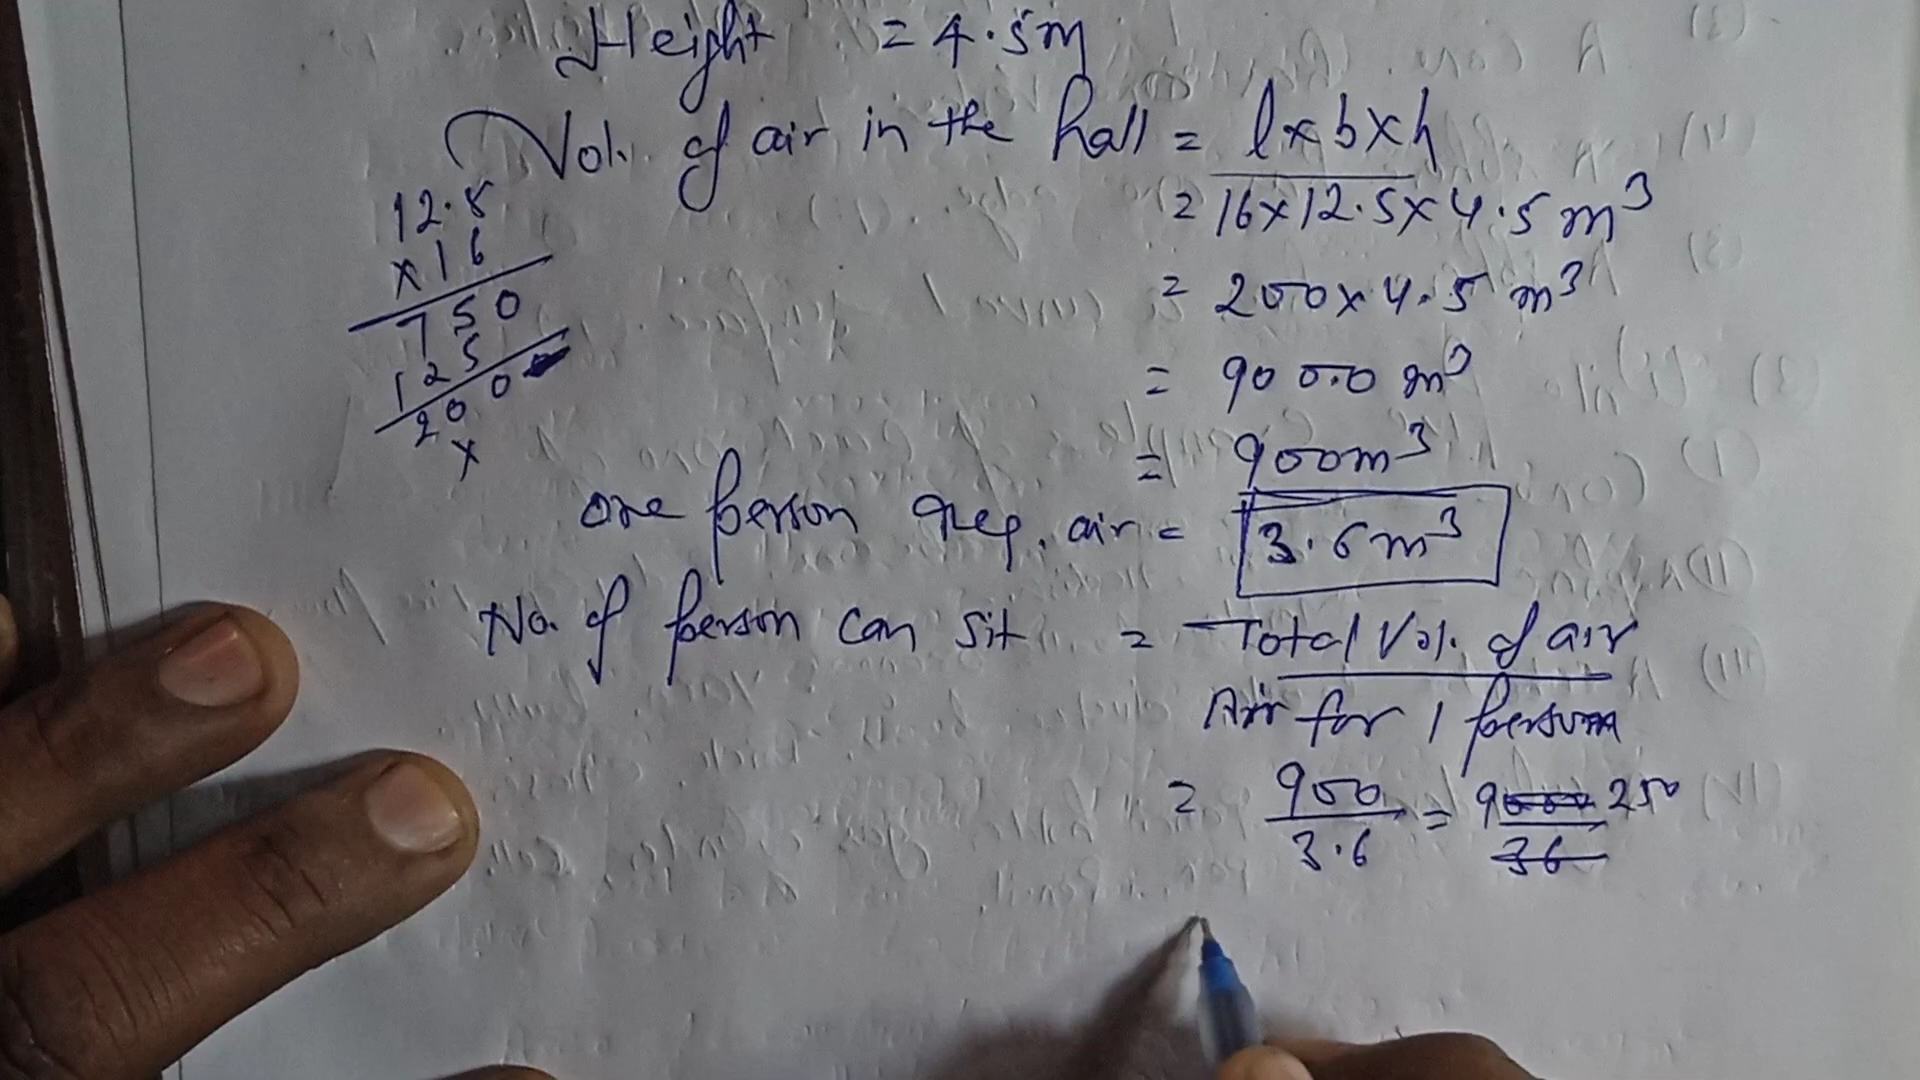 Height = 4.5m
Vol. of air in the hall = l×b×h
= 16×12.5×4.5 m³
= 200×4.5 m³
= 900.0 m³
= 900m³
12.5
×16
750
125
200 0
×
one person req. air = 3.6m³
No. of person can sit = Total Vol. of air
Air for 1 person
= 900/3.6 = 9000/36 250